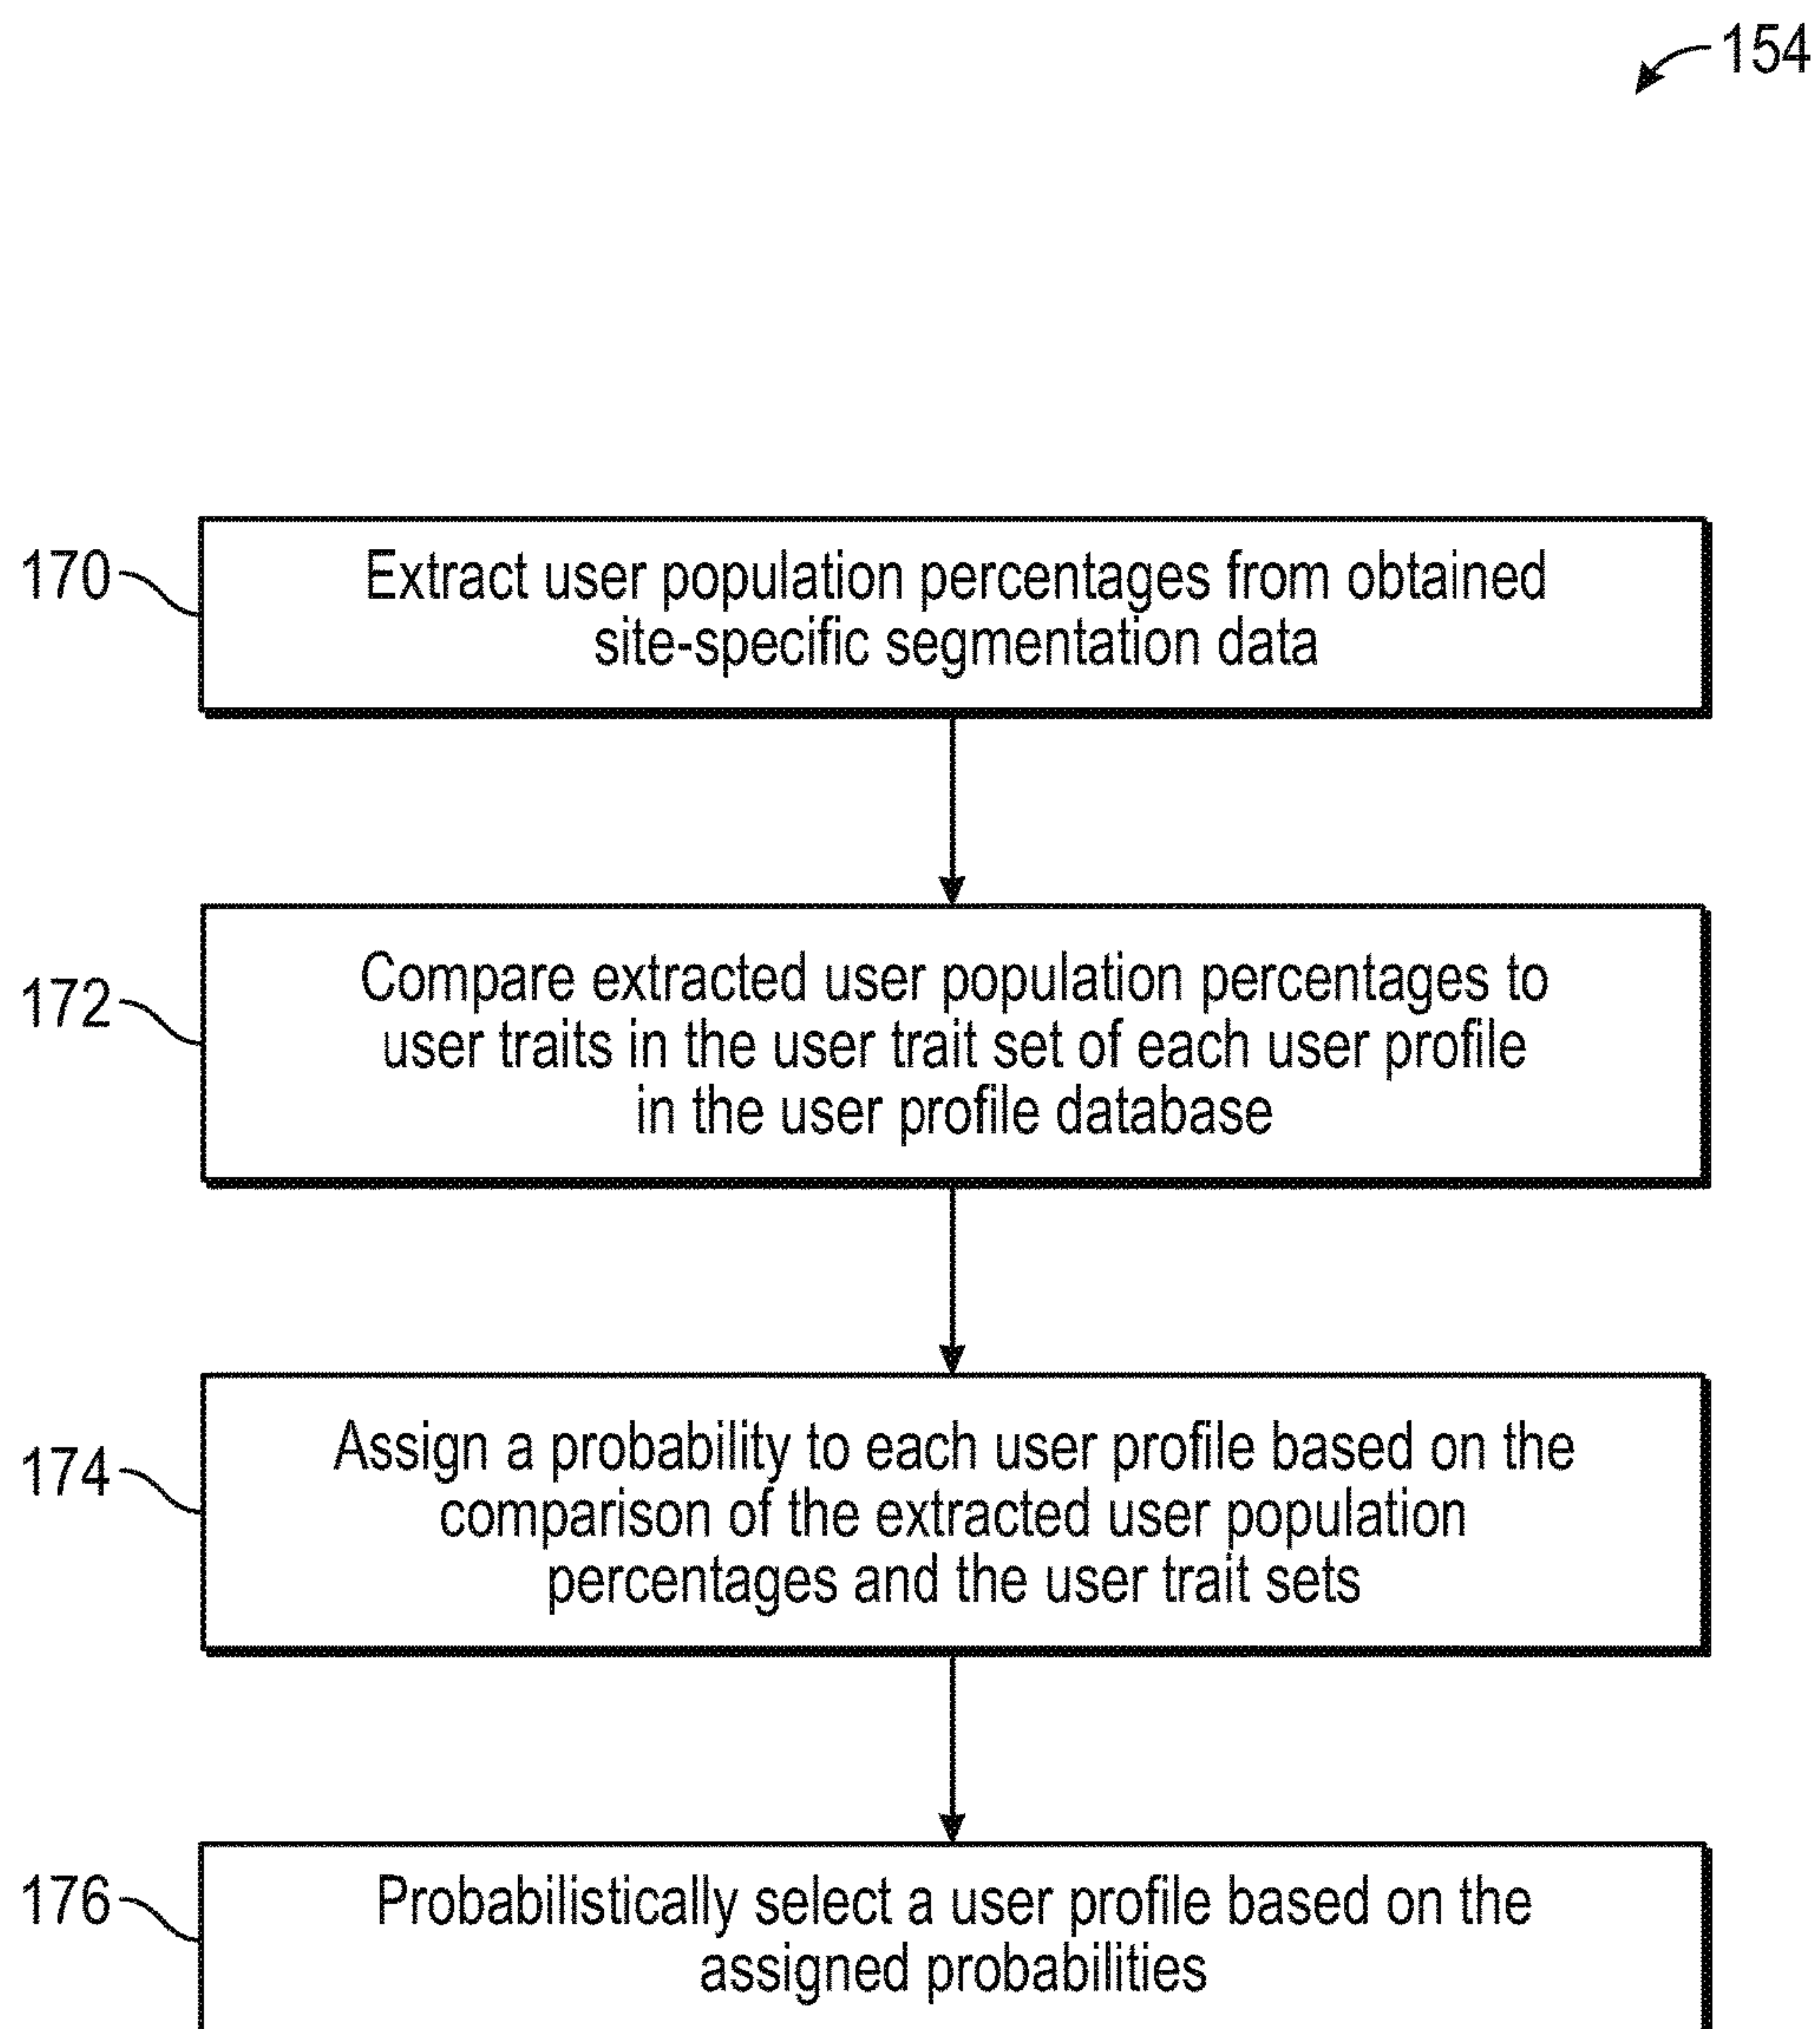 154
170
Extract user population percentages from obtained
site-specific segmentation data
172
Compare extracted user population percentages to
user traits in the user trait set of each user profile
in the user profile database
174
Assign a probability to each user profile based on the
comparison of the extracted user population
percentages and the user trait sets
176
Probabilistically select a user profile based on the
assigned probabilities